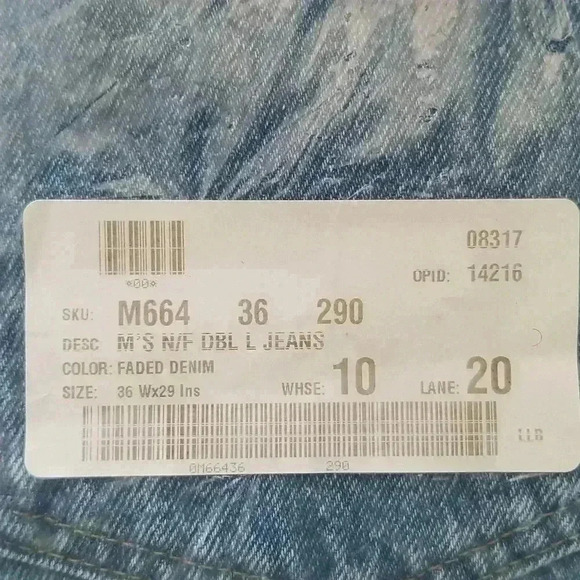 08317
*00*
OPID: 14216
SKU: M664 36 290
DESC M'S N/F DBL L JEANS
COLOR: FADED DENIM
SIZE: 36 Wx29 Ins WHSE: 10 LANE: 20
LLB
0M66436 290